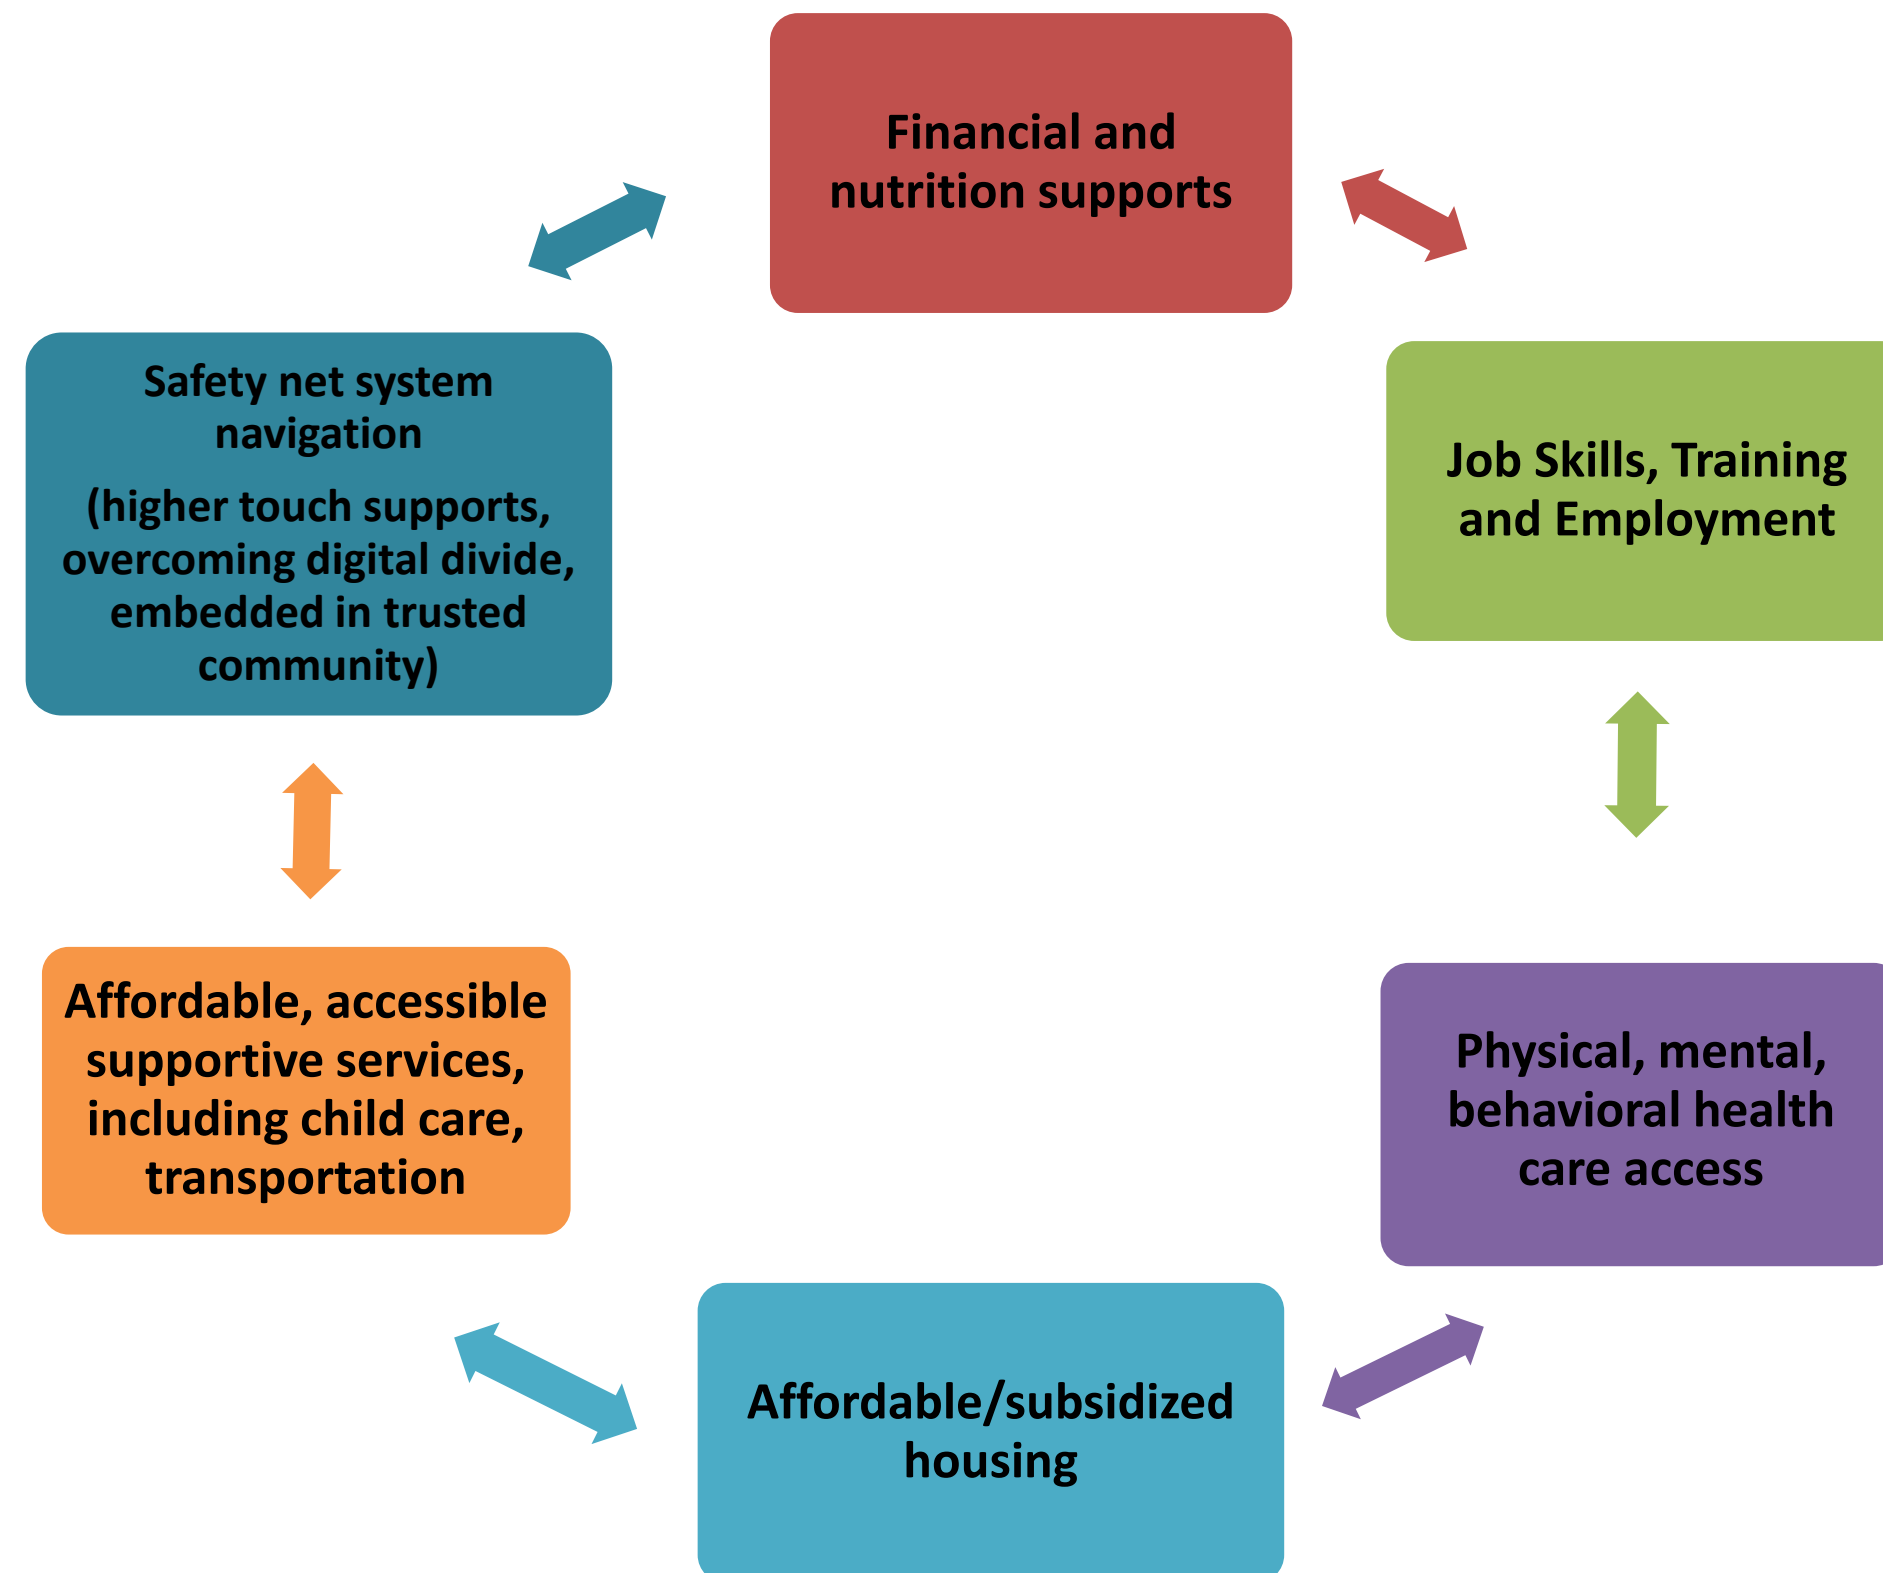 Financial and
nutrition supports
Job Skills, Training
and Employment
Physical, mental,
behavioral health
care access
Affordable/subsidized
housing
Affordable, accessible
supportive services,
including child care,
transportation
Safety net system
navigation
(higher touch supports,
overcoming digital divide,
embedded in trusted
community)